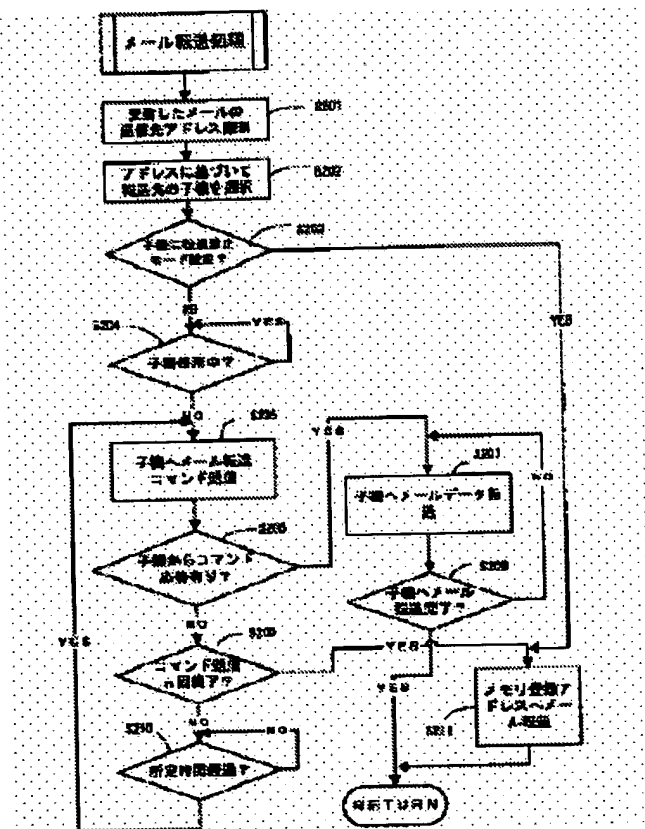 メール転送処理
受信したメールの
送信先アドレス識別
S201
アドレスに基づいて
転送先の子機を選択
S202
子機に転送禁止
モード設定?
S203
NO
YES
S204
YES
子機使用中?
NO
S205
子機へメール転送
コマンド送信
YES
子機へメールデータ転
送
NO
子機からコマンド
応答有り?
S206
子機へメール
転送完了?
S208
NO
YES
コマンド送信
n回終了?
S209
YES
YES
NO
メモリ登録ア
ドレスへメー
ル転送
S211
S210
NO
所定時間経過?
RETURN